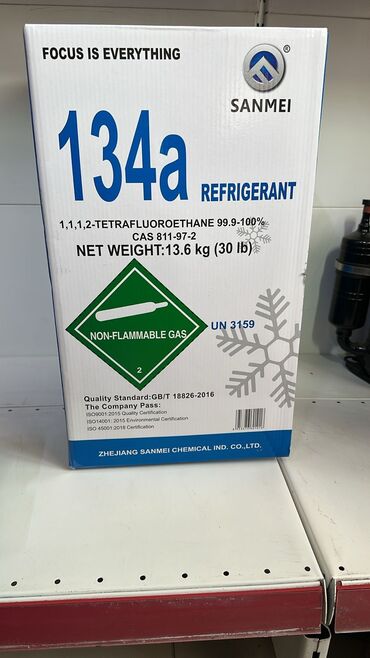 FOCUS IS EVERYTHING
®
SANMEI
134a REFRIGERANT
1,1,1,2-TETRAFLUOROETHANE 99.9-100%
CAS 811-97-2
NET WEIGHT:13.6 kg (30 lb)
NON-FLAMMABLE GAS
2
UN 3159
Quality Standard:GB/T 18826-2016
The Company Pass:
ISO9001:2015 Quality Certification
ISO14001: 2015 Environmental Certification
ISO 45001:2018 Certification
ZHEJIANG SANMEI CHEMICAL IND. CO.,LTD.